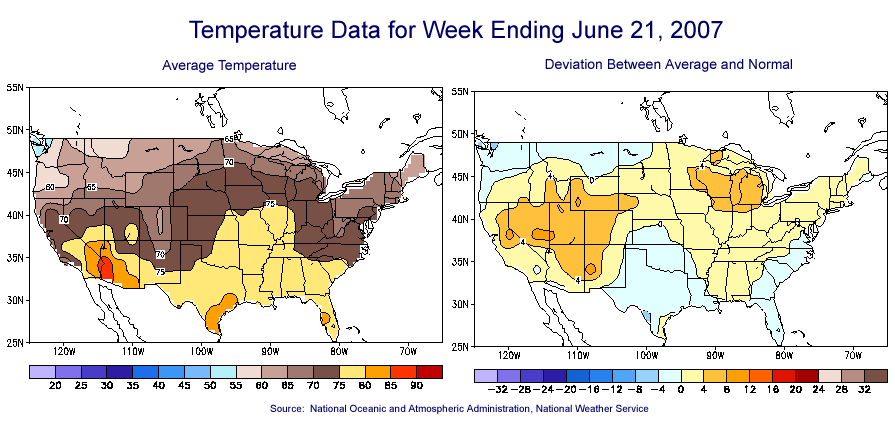 Temperature Data for Week Ending June 21, 2007
Average Temperature
Deviation Between Average and Normal
55N
50N
45N
40N
35N
30N
25N
65
70
60
65
75
70
70
75
120W 110W 100W 90W 80W 70W
20 25 30 35 40 45 50 55 60 65 70 75 80 85 90
55N
50N
45N
40N
35N
30N
25N
4
4
0
0
0
4
4
120W 110W 100W 90W 80W 70W
-32 -28 -24 -20 -16 -12 -8 -4 0 4 8 12 16 20 24 28 32
Source: National Oceanic and Atmospheric Administration, National Weather Service